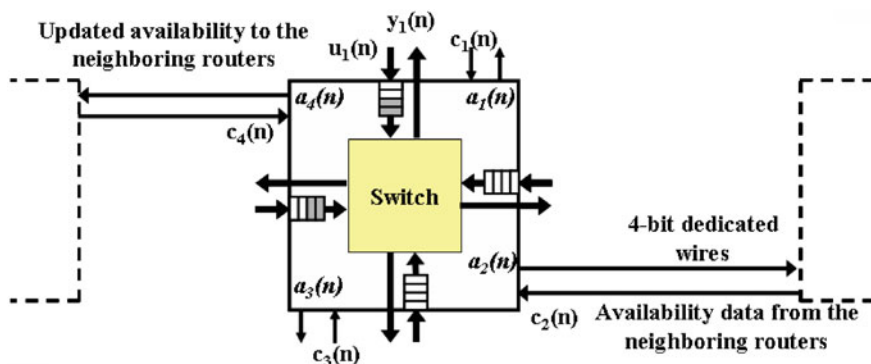 Updated availability to the
neighboring routers
y₁(n)
u₁(n)
c₁(n)
a₄(n)
a₁(n)
c₄(n)
Switch
4-bit dedicated
wires
a₂(n)
a₃(n)
c₂(n)
Availability data from the
neighboring routers
c₃(n)